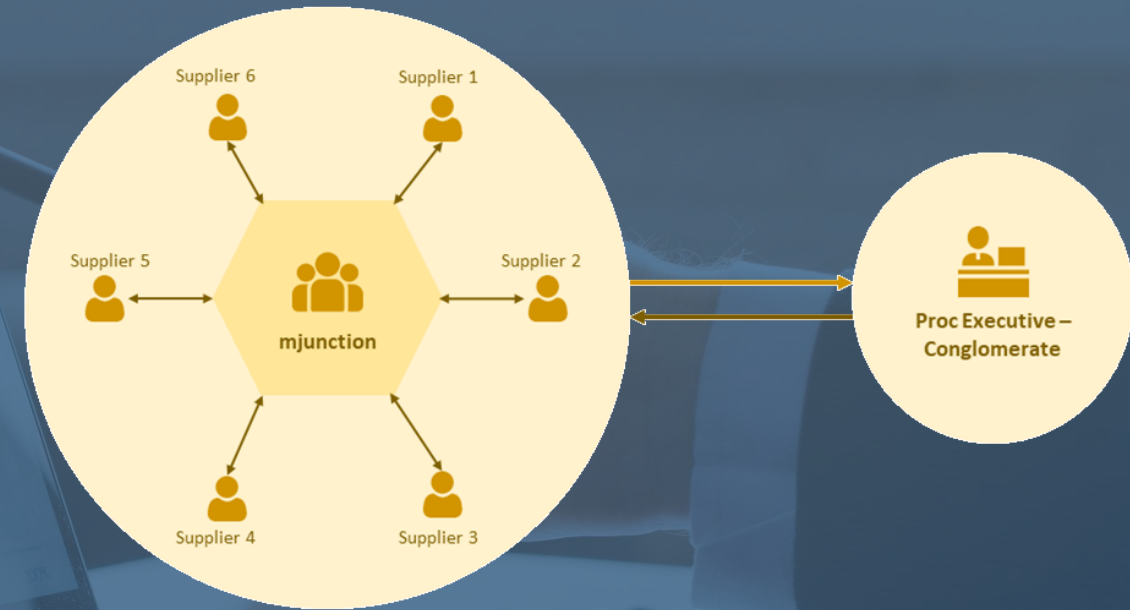 Supplier 6
Supplier 1
Supplier 5
Supplier 2
mjunction
Proc Executive –
Conglomerate
Supplier 4
Supplier 3